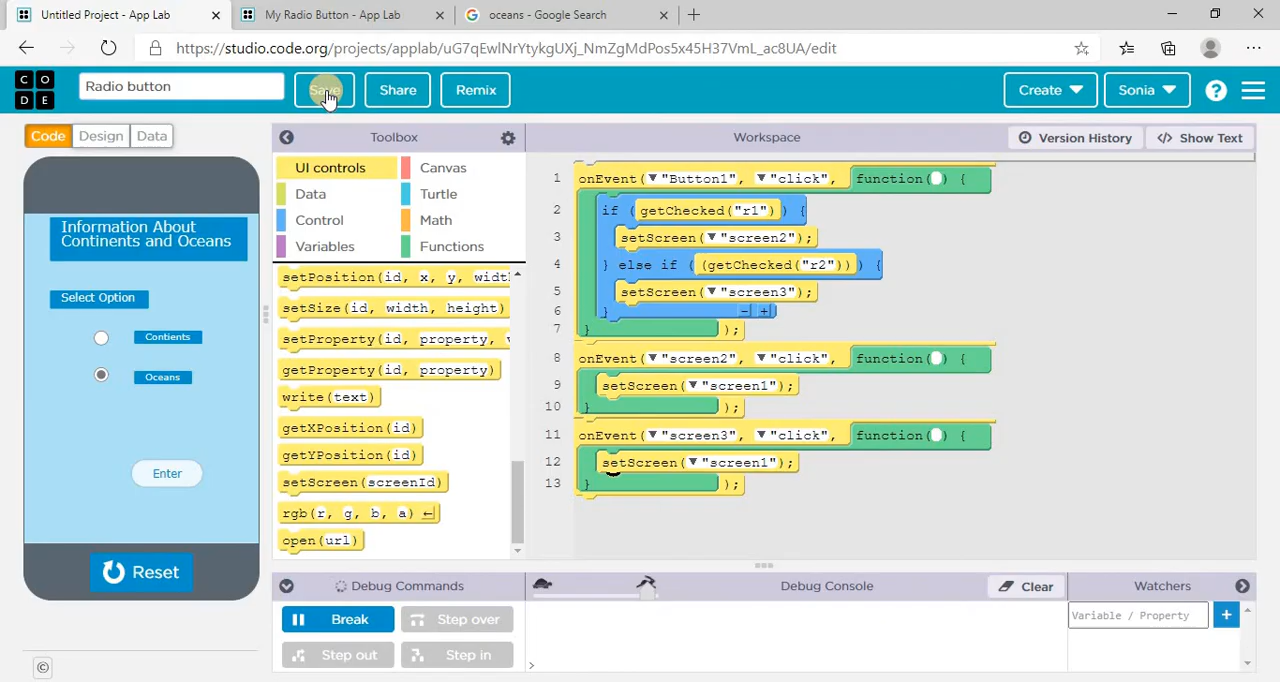 Untitled Project - App Lab
My Radio Button - App Lab
oceans - Google Search
https://studio.code.org/projects/applab/uG7qEwlNrYtykgUXj_NmZgMdPos5x45H37VmL_ac8UA/edit
C O
D E
Radio button
Save
Share
Remix
Create
Sonia
?
Code
Design
Data
Toolbox
Workspace
Version History
</> Show Text
Information About
Continents and Oceans
Select Option
Contients
Oceans
Enter
Reset
UI controls
Canvas
Data
Turtle
Control
Math
Variables
Functions
setPosition(id, x, y, widt
setSize(id, width, height)
setProperty(id, property,
getProperty(id, property)
write(text)
getXPosition(id)
getYPosition(id)
setScreen(screenId)
rgb(r, g, b, a)
open(url)
1 onEvent("Button1", "click", function() {
2 if (getChecked("r1")) {
3 setScreen("screen2");
4 } else if ((getChecked("r2"))) {
5 setScreen("screen3");
6 } - +
7 } );
8 onEvent("screen2", "click", function() {
9 setScreen("screen1");
10 } );
11 onEvent("screen3", "click", function() {
12 setScreen("screen1");
13 } );
Debug Commands
Debug Console
Clear
Watchers
Break
Step over
Step out
Step in
Variable / Property
+
>
©